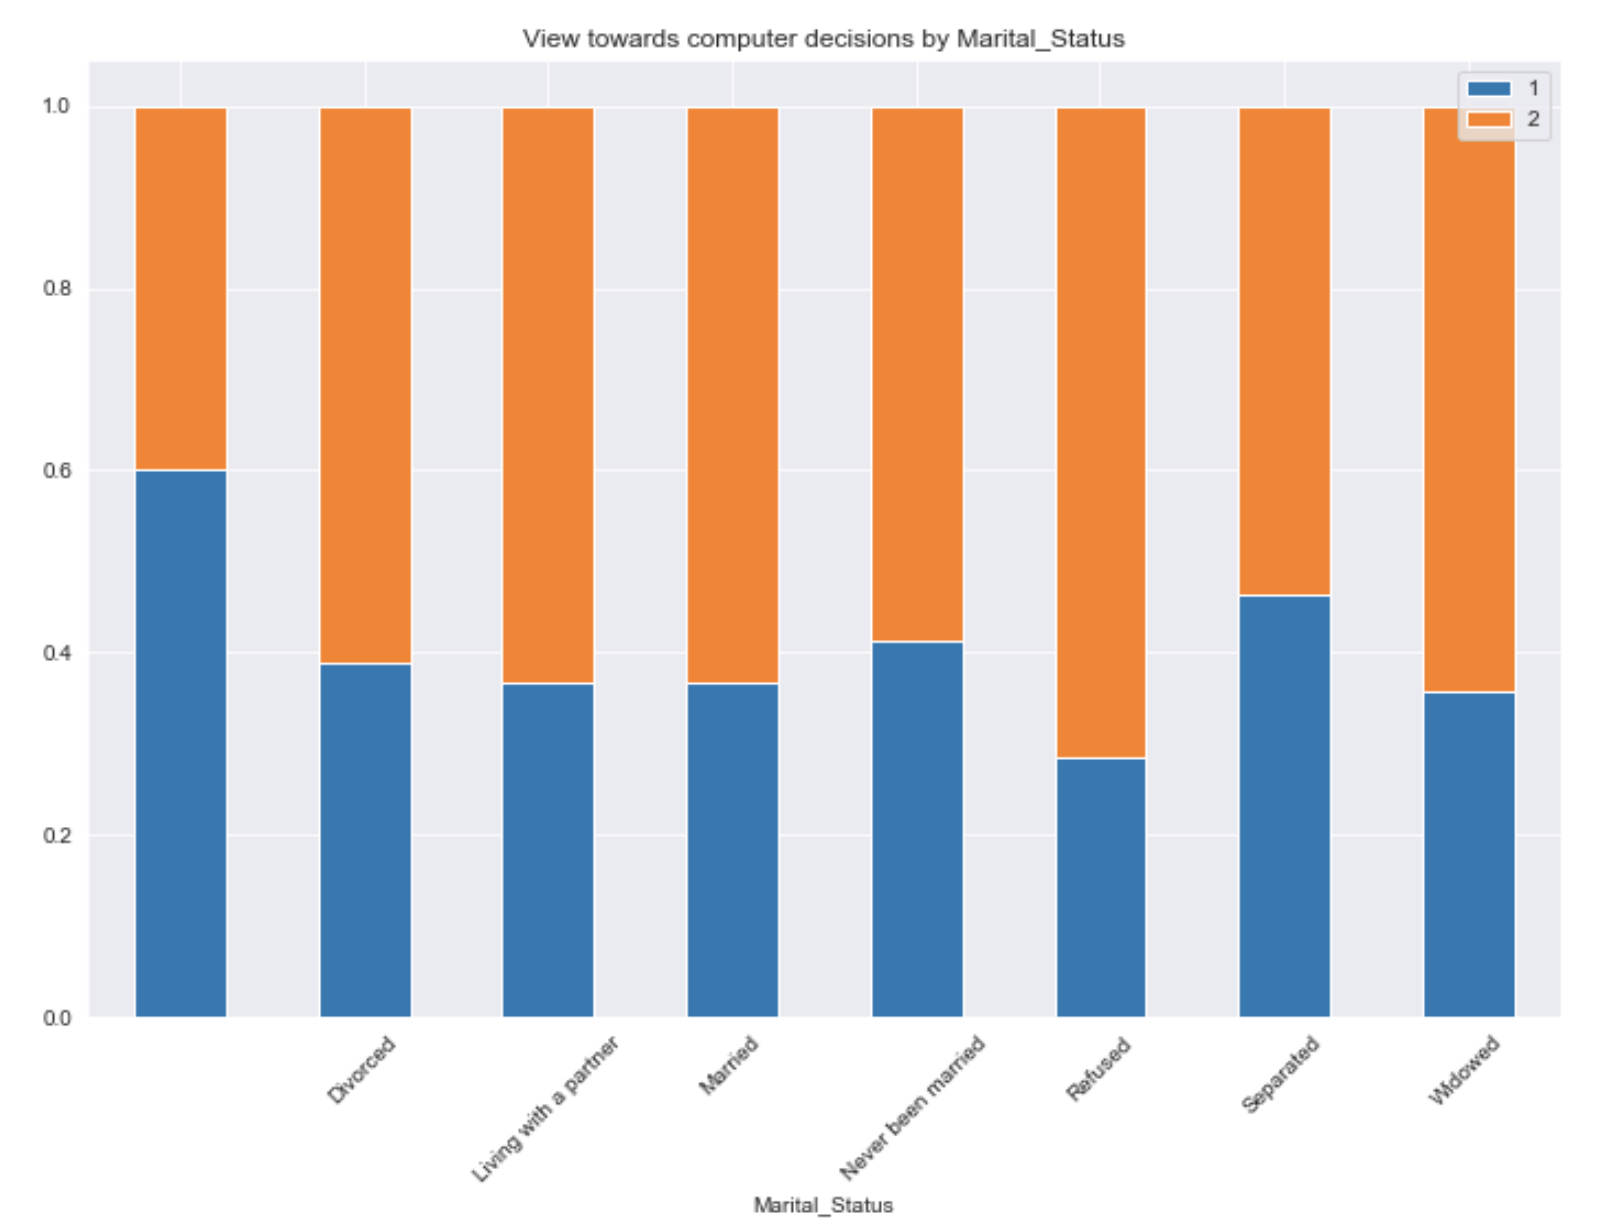 View towards computer decisions by Marital_Status
1
2
1.0
0.8
0.6
0.4
0.2
0.0
Divorced
Living with a partner
Married
Never been married
Refused
Separated
Widowed
Marital_Status